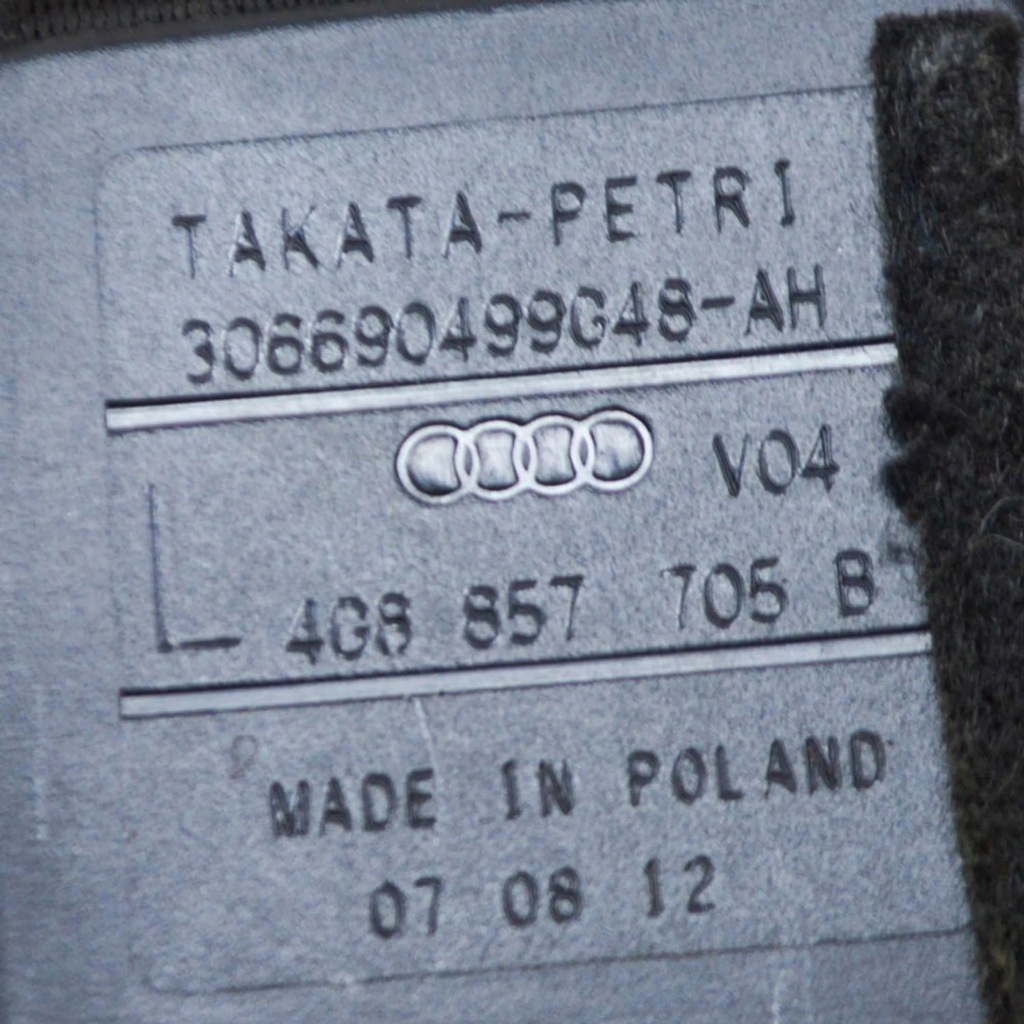 TAKATA-PETRI
306690499G48-AH
V04
L 4G8 857 705 B
MADE IN POLAND
07 08 12